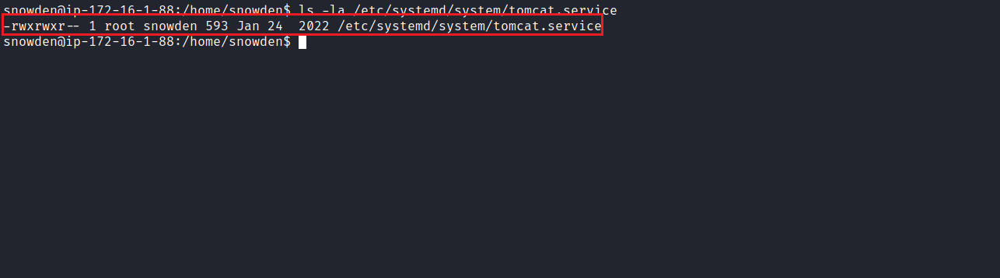 snowden@ip-172-16-1-88:/home/snowden$ ls -la /etc/systemd/system/tomcat.service
-rwxrwxr-- 1 root snowden 593 Jan 24  2022 /etc/systemd/system/tomcat.service
snowden@ip-172-16-1-88:/home/snowden$